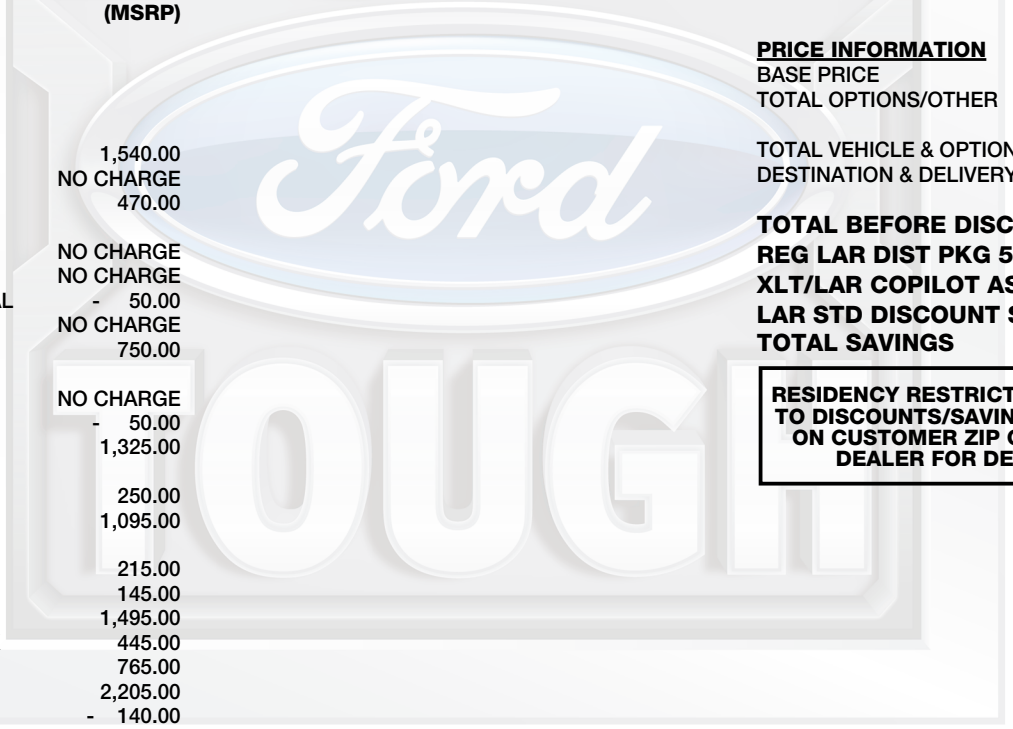 (MSRP)
1,540.00
NO CHARGE
470.00
NO CHARGE
NO CHARGE
- 50.00
NO CHARGE
750.00
NO CHARGE
- 50.00
1,325.00
250.00
1,095.00
215.00
145.00
1,495.00
445.00
765.00
2,205.00
- 140.00
Ford
TOUGH
PRICE INFORMATION
BASE PRICE
TOTAL OPTIONS/OTHER
TOTAL VEHICLE & OPTION
DESTINATION & DELIVERY
TOTAL BEFORE DISC
REG LAR DIST PKG 5
XLT/LAR COPILOT AS
LAR STD DISCOUNT S
TOTAL SAVINGS
RESIDENCY RESTRICT
TO DISCOUNTS/SAVIN
ON CUSTOMER ZIP
DEALER FOR DE